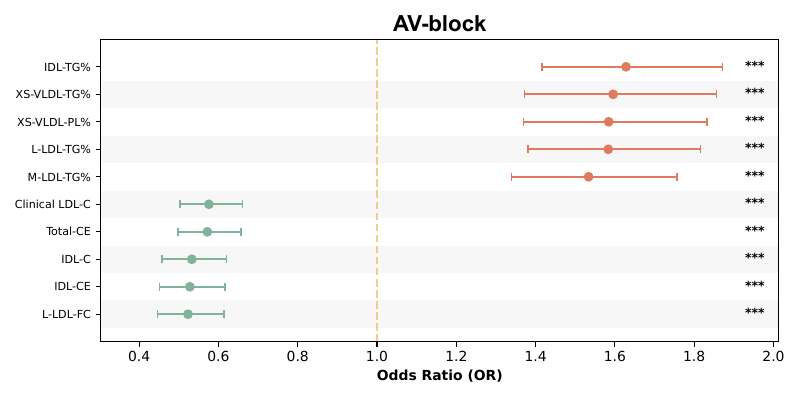 AV-block
IDL-TG% ***
XS-VLDL-TG% ***
XS-VLDL-PL% ***
L-LDL-TG% ***
M-LDL-TG% ***
Clinical LDL-C ***
Total-CE ***
IDL-C ***
IDL-CE ***
L-LDL-FC ***
0.4 0.6 0.8 1.0 1.2 1.4 1.6 1.8 2.0
Odds Ratio (OR)